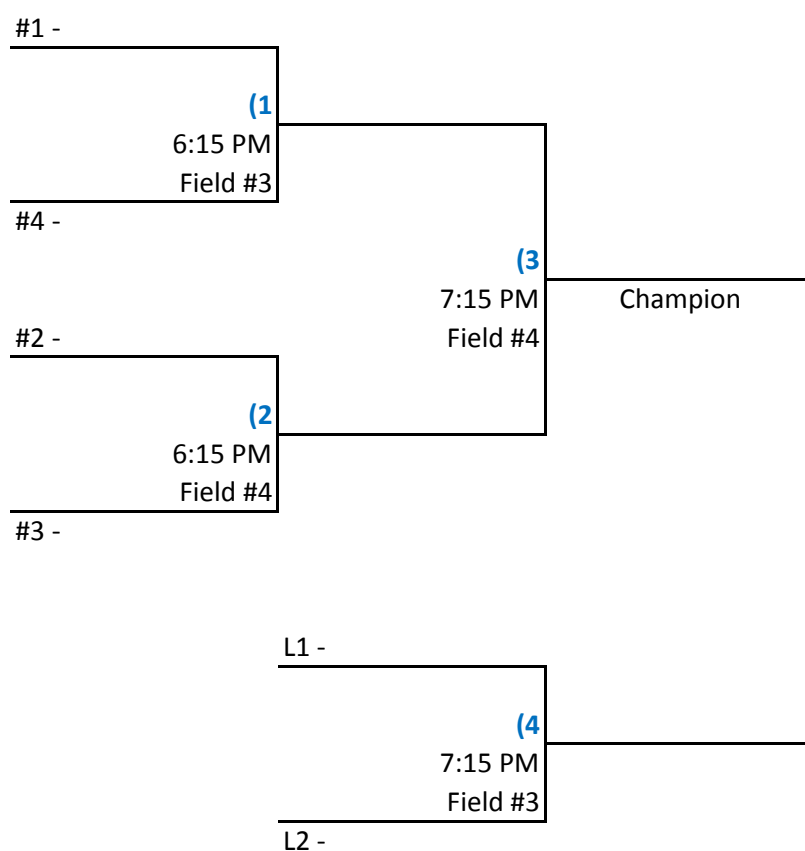 #1 -
(1
6:15 PM
Field #3
#4 -
(3
7:15 PM
Field #4
Champion
#2 -
(2
6:15 PM
Field #4
#3 -
L1 -
(4
7:15 PM
Field #3
L2 -